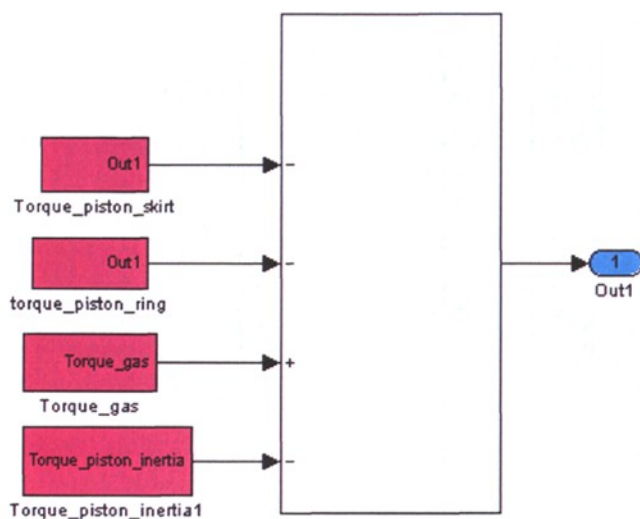 Out1
-
Torque_piston_skirt
Out1
-
torque_piston_ring
1
Out1
Torque_gas
+
Torque_gas
Torque_piston_inertia
-
Torque_piston_inertia1